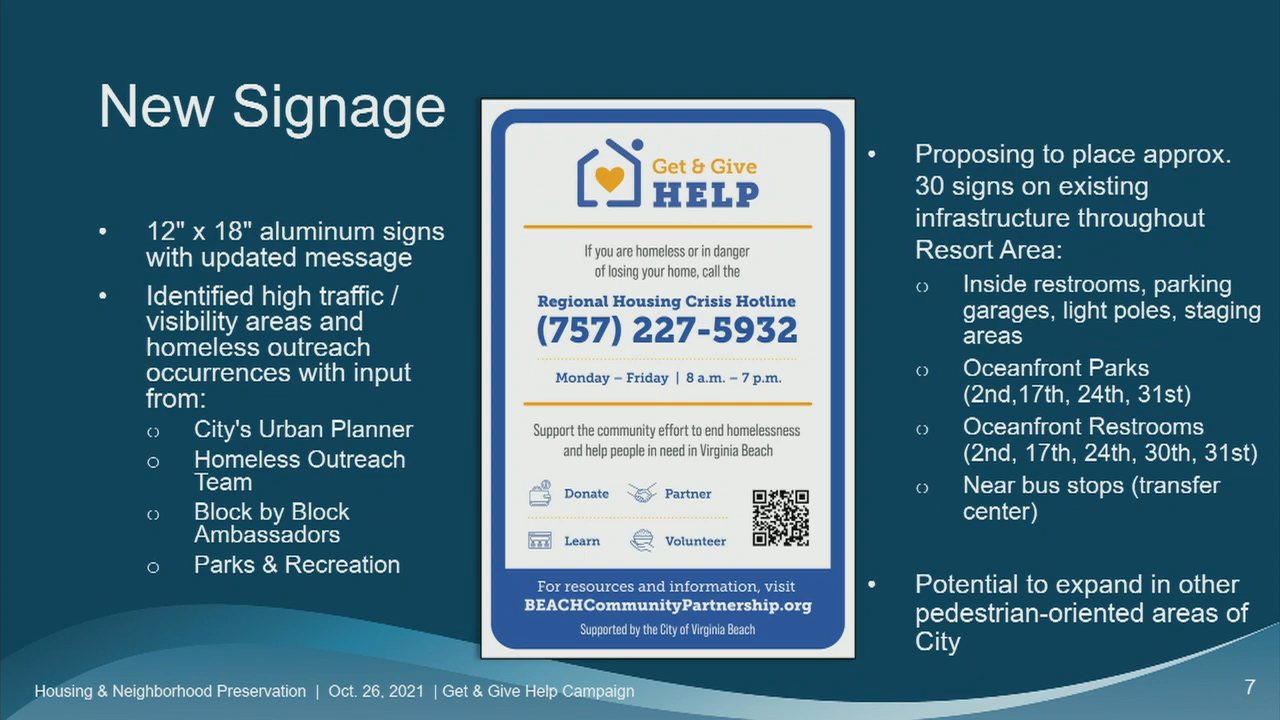 New Signage
• 12" x 18" aluminum signs
with updated message
• Identified high traffic /
visibility areas and
homeless outreach
occurrences with input
from:
o City's Urban Planner
o Homeless Outreach
Team
o Block by Block
Ambassadors
o Parks & Recreation
Get & Give
HELP
If you are homeless or in danger
of losing your home, call the
Regional Housing Crisis Hotline
(757) 227-5932
Monday – Friday | 8 a.m. – 7 p.m.
Support the community effort to end homelessness
and help people in need in Virginia Beach
Donate Partner
Learn Volunteer
For resources and information, visit
BEACHCommunityPartnership.org
Supported by the City of Virginia Beach
• Proposing to place approx.
30 signs on existing
infrastructure throughout
Resort Area:
o Inside restrooms, parking
garages, light poles, staging
areas
o Oceanfront Parks
(2nd,17th, 24th, 31st)
o Oceanfront Restrooms
(2nd, 17th, 24th, 30th, 31st)
o Near bus stops (transfer
center)
• Potential to expand in other
pedestrian-oriented areas of
City
Housing & Neighborhood Preservation | Oct. 26, 2021 | Get & Give Help Campaign
7